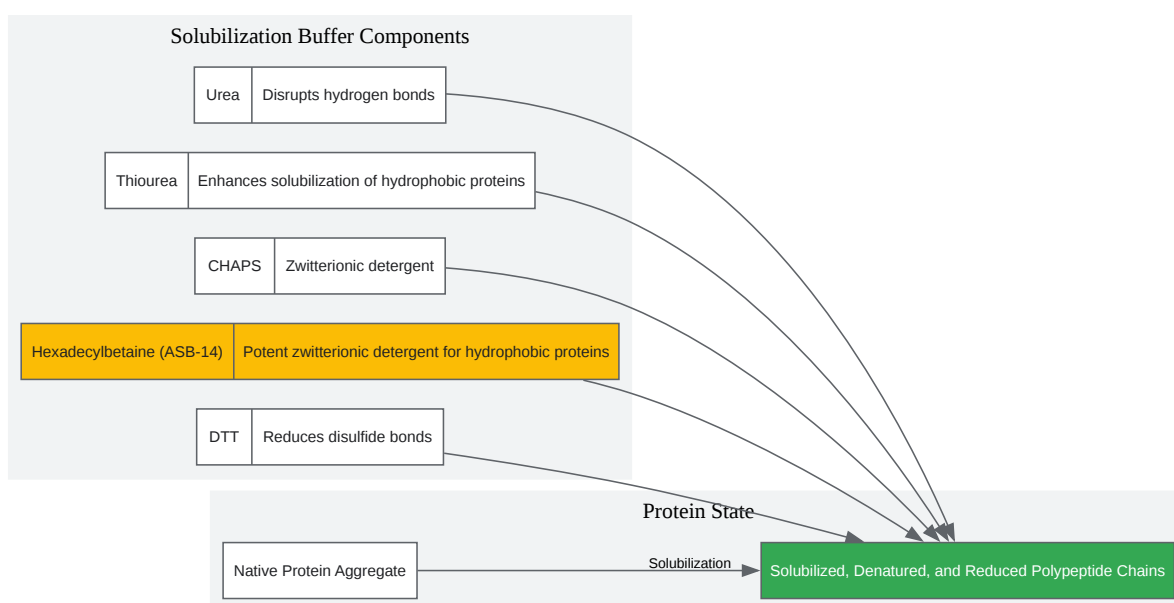 Solubilization Buffer Components
Urea Disrupts hydrogen bonds
Thiourea Enhances solubilization of hydrophobic proteins
CHAPS Zwitterionic detergent
Hexadecylbetaine (ASB-14) Potent zwitterionic detergent for hydrophobic proteins
DTT Reduces disulfide bonds
Protein State
Native Protein Aggregate
Solubilization
Solubilized, Denatured, and Reduced Polypeptide Chains